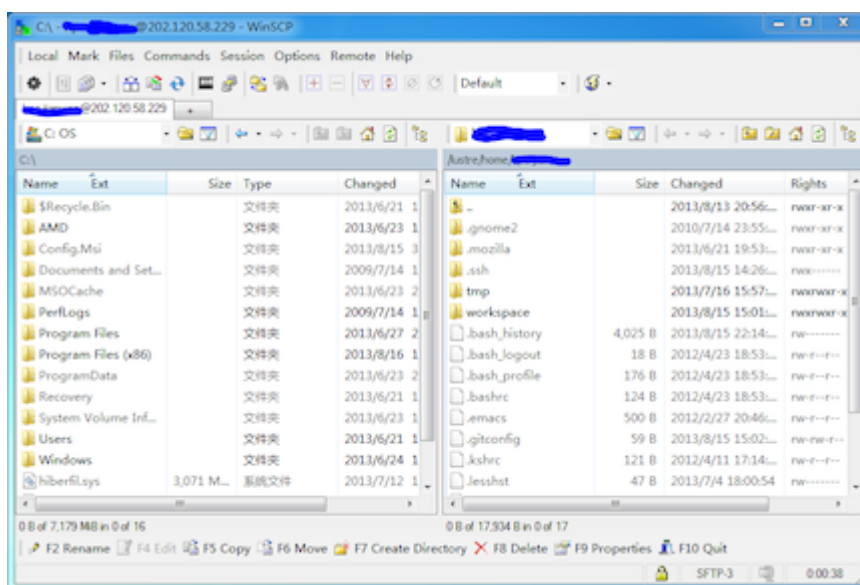 C:\ - @202.120.58.229 - WinSCP
Local Mark Files Commands Session Options Remote Help
Default
@202.120.58.229
C: OS
C:\
/lustre/home/
Name Ext Size Type Changed
$Recycle.Bin 文件夹 2013/6/21 1
AMD 文件夹 2013/6/23 1
Config.Msi 文件夹 2013/8/15 3
Documents and Set... 文件夹 2009/7/14 1
MSOCache 文件夹 2013/6/23 2
PerfLogs 文件夹 2009/7/14 1
Program Files 文件夹 2013/6/27 2
Program Files (x86) 文件夹 2013/8/16 1
ProgramData 文件夹 2013/6/23 2
Recovery 文件夹 2013/6/21 1
System Volume Inf... 文件夹 2013/6/23 1
Users 文件夹 2013/6/21 1
Windows 文件夹 2013/6/24 1
hiberfil.sys 3,071 M... 系统文件 2013/7/12 1
0 B of 7,179 MiB in 0 of 16
Name Ext Size Changed Rights
.. 2013/8/13 20:56:... rwxr-xr-x
.gnome2 2010/7/14 23:55:... rwxr-xr-x
.mozilla 2013/6/21 19:53:... rwxr-xr-x
.ssh 2013/8/15 14:26:... rwx------
tmp 2013/7/16 15:57:... rwxrwxr-x
workspace 2013/8/15 15:01:... rwxrwxr-x
.bash_history 4,025 B 2013/8/15 22:14:... rw-------
.bash_logout 18 B 2012/4/23 18:53:... rw-r--r--
.bash_profile 176 B 2012/4/23 18:53:... rw-r--r--
.bashrc 124 B 2012/4/23 18:53:... rw-r--r--
.emacs 500 B 2012/2/27 20:46:... rw-r--r--
.gitconfig 59 B 2013/8/15 15:02:... rw-rw-r--
.kshrc 121 B 2012/4/11 17:14:... rw-r--r--
.lesshst 47 B 2013/7/4 18:00:54 rw-------
0 B of 17,934 B in 0 of 17
F2 Rename F4 Edit F5 Copy F6 Move F7 Create Directory F8 Delete F9 Properties F10 Quit
SFTP-3 0:00:38